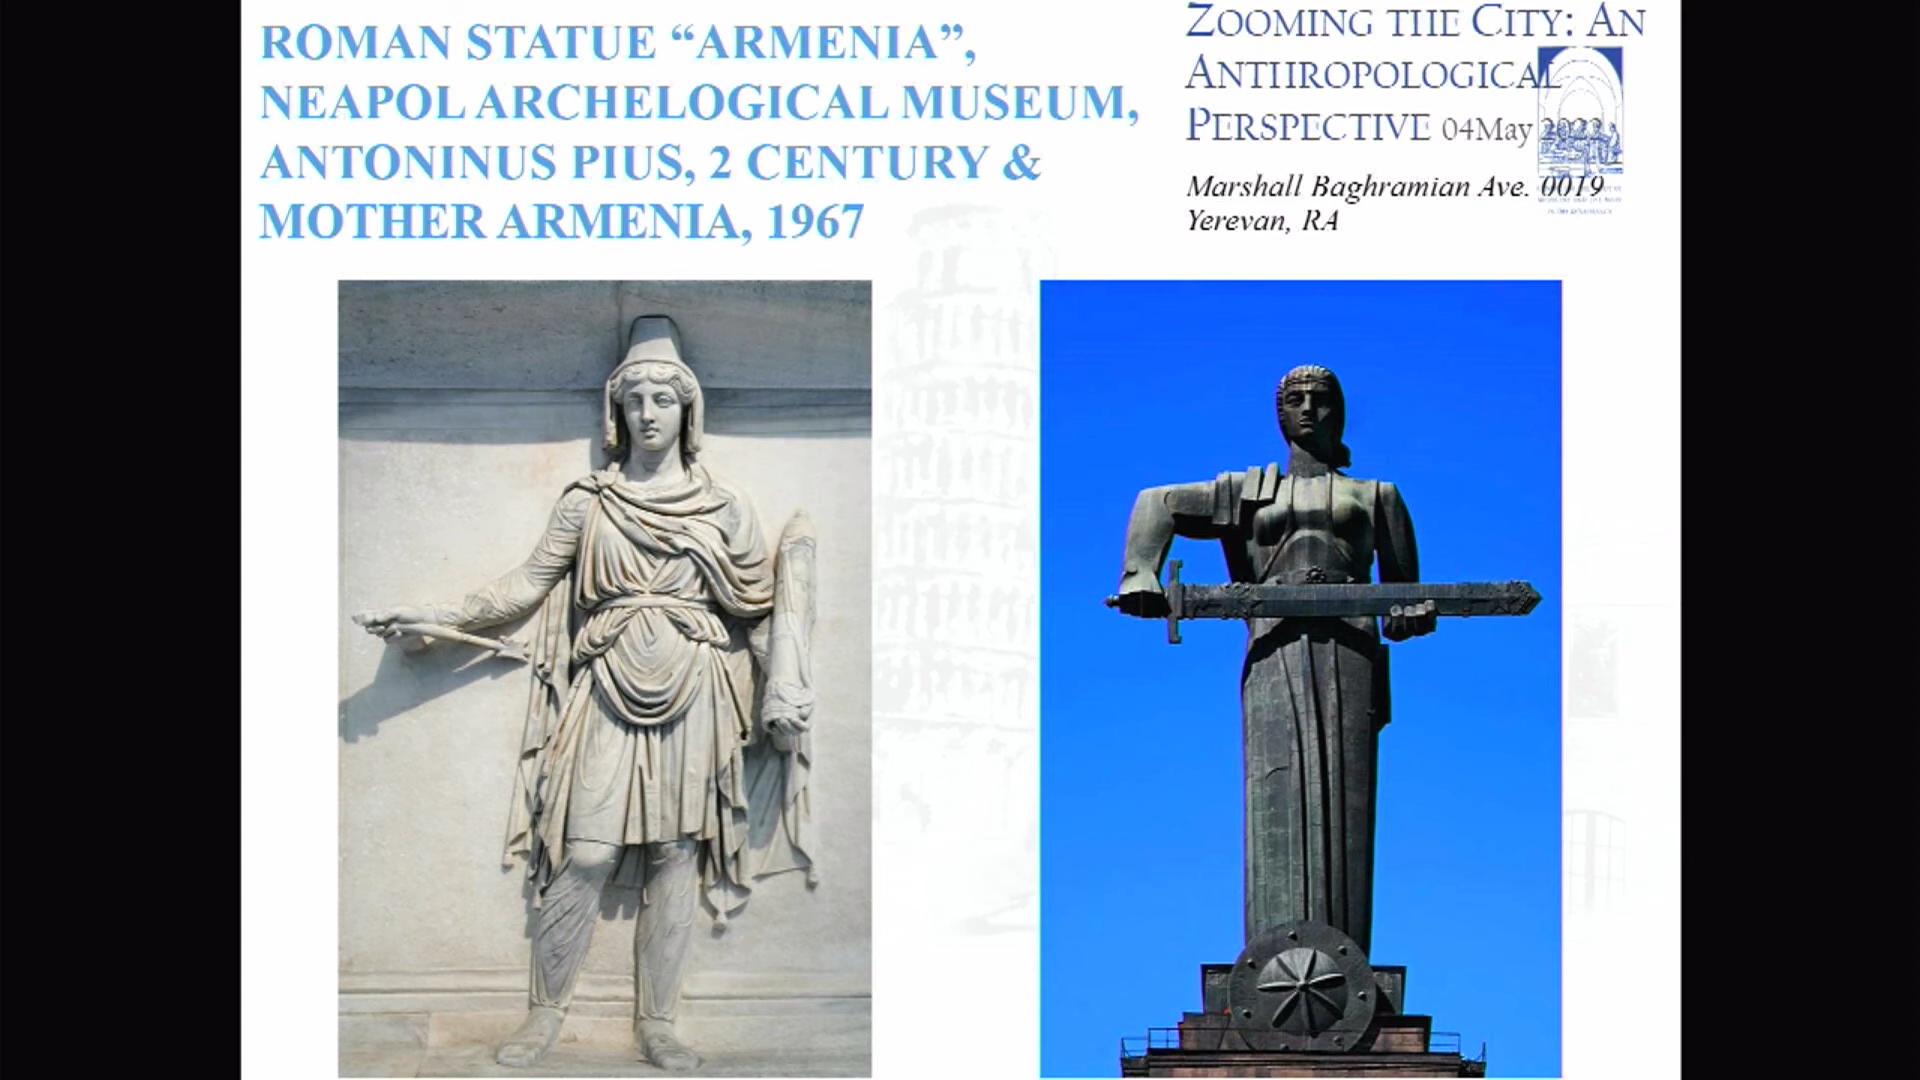 ROMAN STATUE “ARMENIA”,
NEAPOL ARCHELOGICAL MUSEUM,
ANTONINUS PIUS, 2 CENTURY &
MOTHER ARMENIA, 1967
ZOOMING THE CITY: AN
ANTHROPOLOGICAL
PERSPECTIVE 04May
Marshall Baghramian Ave. 0019
Yerevan, RA